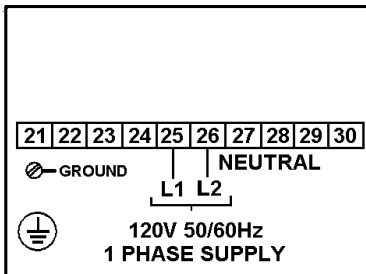 21 22 23 24 25 26 27 28 29 30
GROUND
NEUTRAL
L1 L2
120V 50/60Hz
1 PHASE SUPPLY